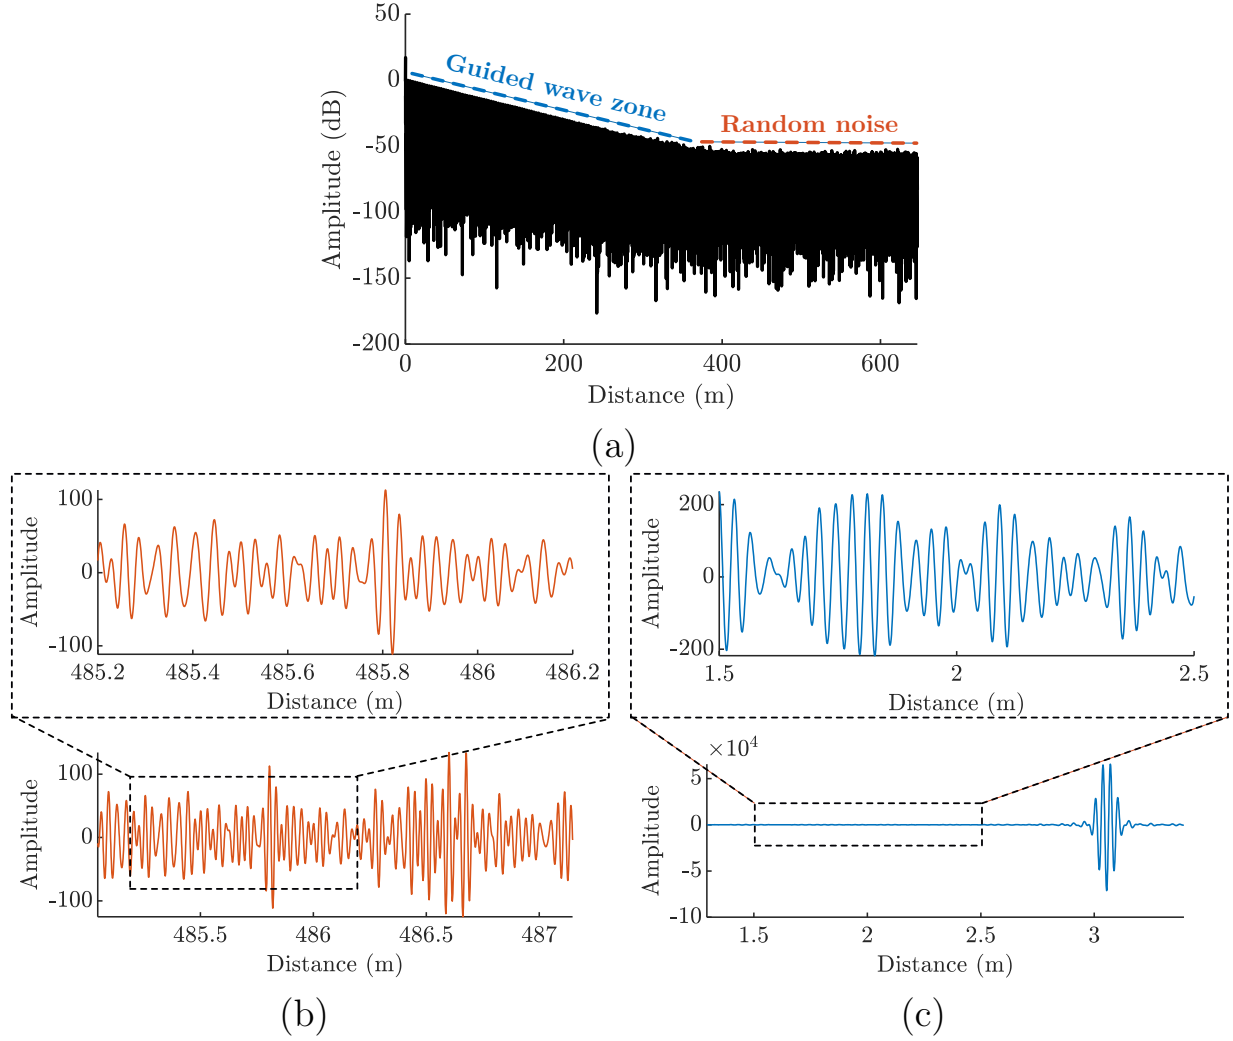 50
0
-50
-100
-150
-200
Amplitude (dB)
Guided wave zone
Random noise
0 200 400 600
Distance (m)
(a)
100
0
-100
Amplitude
485.2 485.4 485.6 485.8 486 486.2
Distance (m)
200
0
-200
Amplitude
1.5 2 2.5
Distance (m)
100
0
-100
Amplitude
485.5 486 486.5 487
Distance (m)
(b)
×10⁴
5
0
-5
-10
Amplitude
1.5 2 2.5 3
Distance (m)
(c)